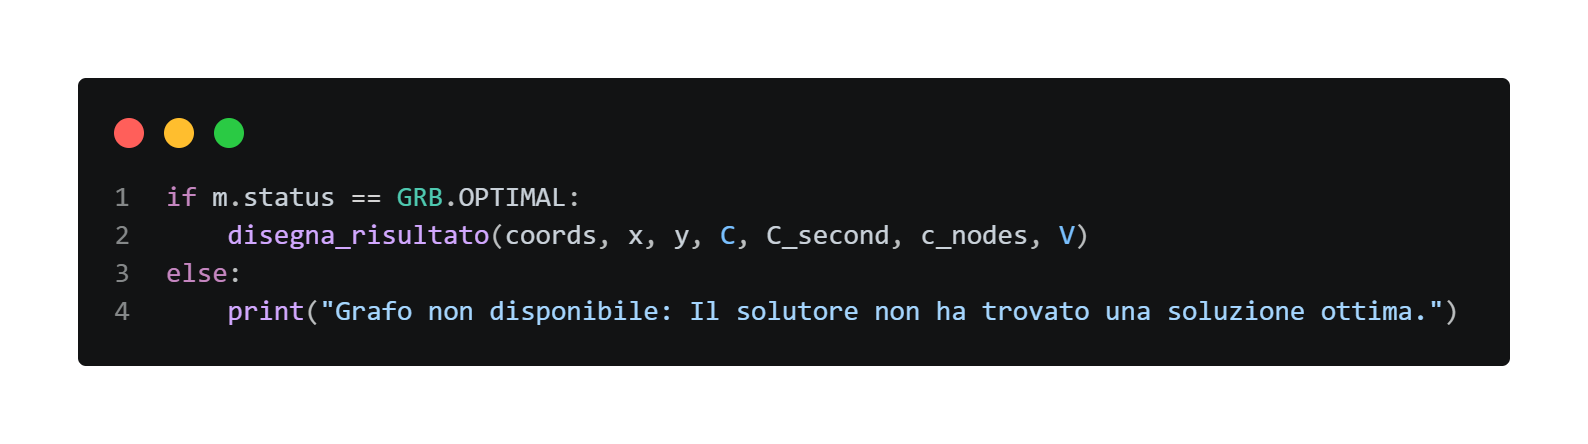 1 if m.status == GRB.OPTIMAL:
2     disegna_risultato(coords, x, y, C, C_second, c_nodes, V)
3 else:
4     print("Grafo non disponibile: Il solutore non ha trovato una soluzione ottima.")